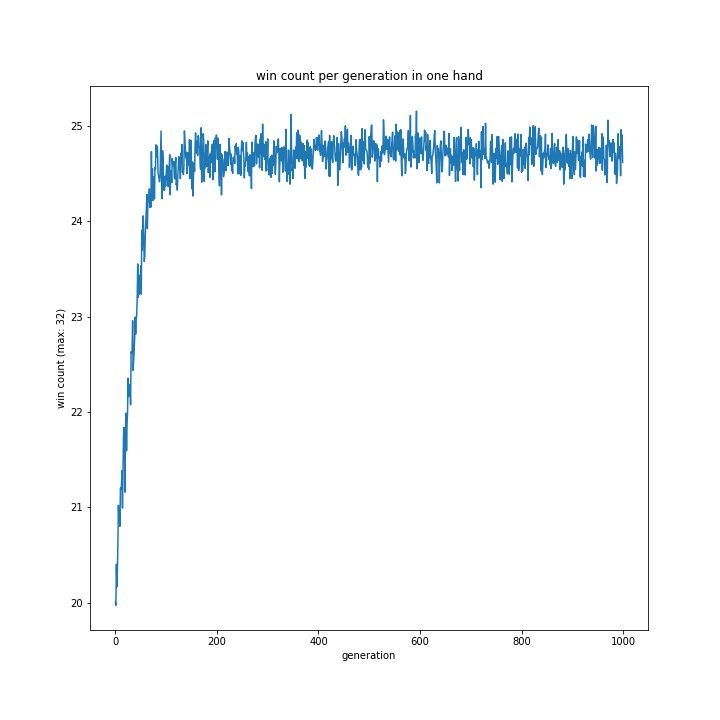 win count per generation in one hand
25
24
23
22
21
20
win count (max: 32)
0 200 400 600 800 1000
generation